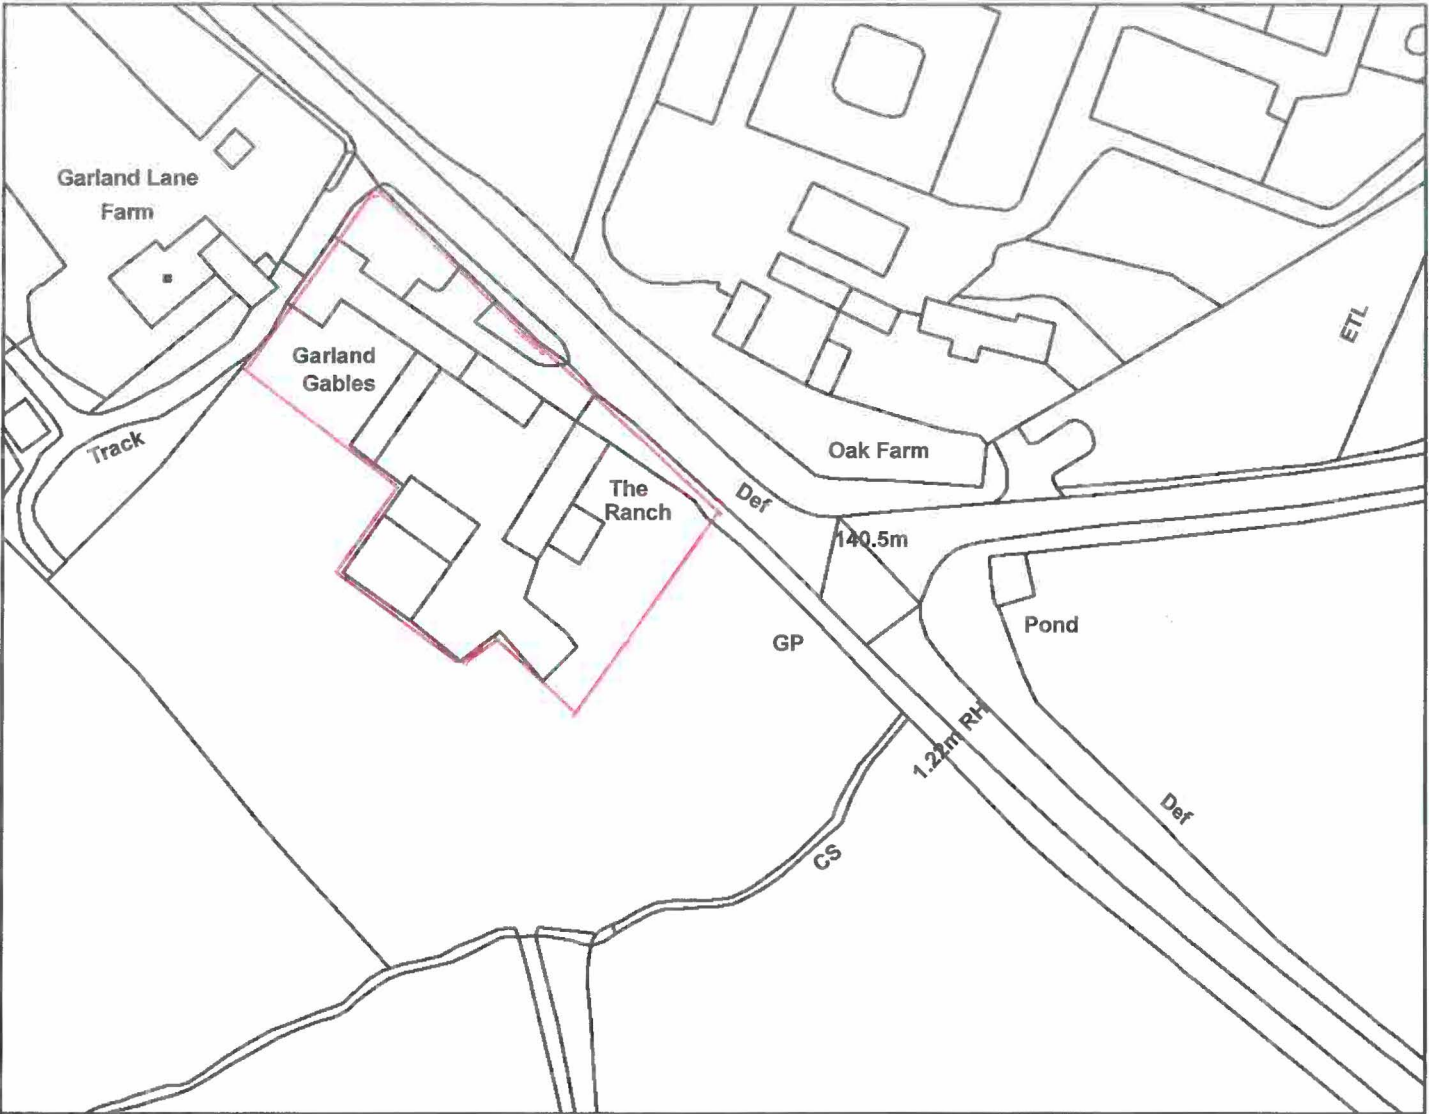 Garland Lane
Farm
Garland
Gables
Track
The
Ranch
Oak Farm
ETL
Def
140.5m
GP
Pond
1.22m RH
Def
CS